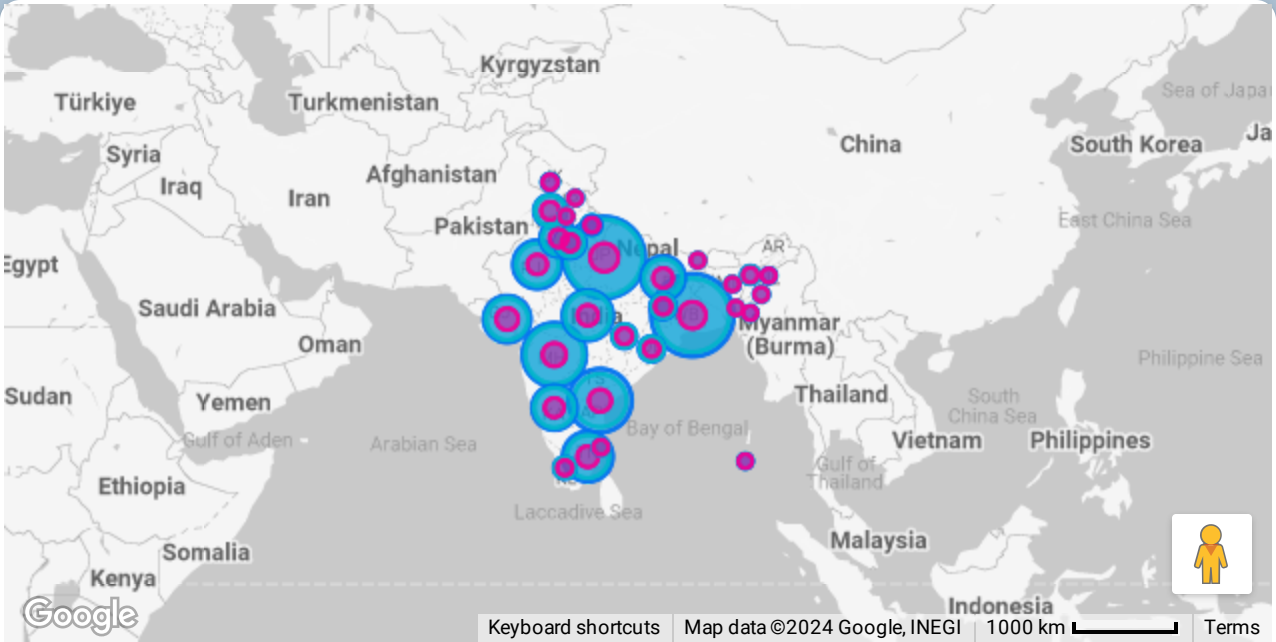 Kyrgyzstan
Sea of Japa
Türkiye
Turkmenistan
Ja
China
South Korea
Syria
Afghanistan
Iraq
Iran
East China Sea
Pakistan
Nepal
AR
Egypt
Saudi Arabia
India
Myanmar
(Burma)
Oman
Philippine Sea
Sudan
Yemen
Thailand
South
China Sea
Gulf of Aden
Arabian Sea
Bay of Bengal
Vietnam
Philippines
Gulf of
Thailand
Ethiopia
Laccadive Sea
Malaysia
Somalia
Kenya
Indonesia
Google
Keyboard shortcuts
Map data ©2024 Google, INEGI
1000 km
Terms